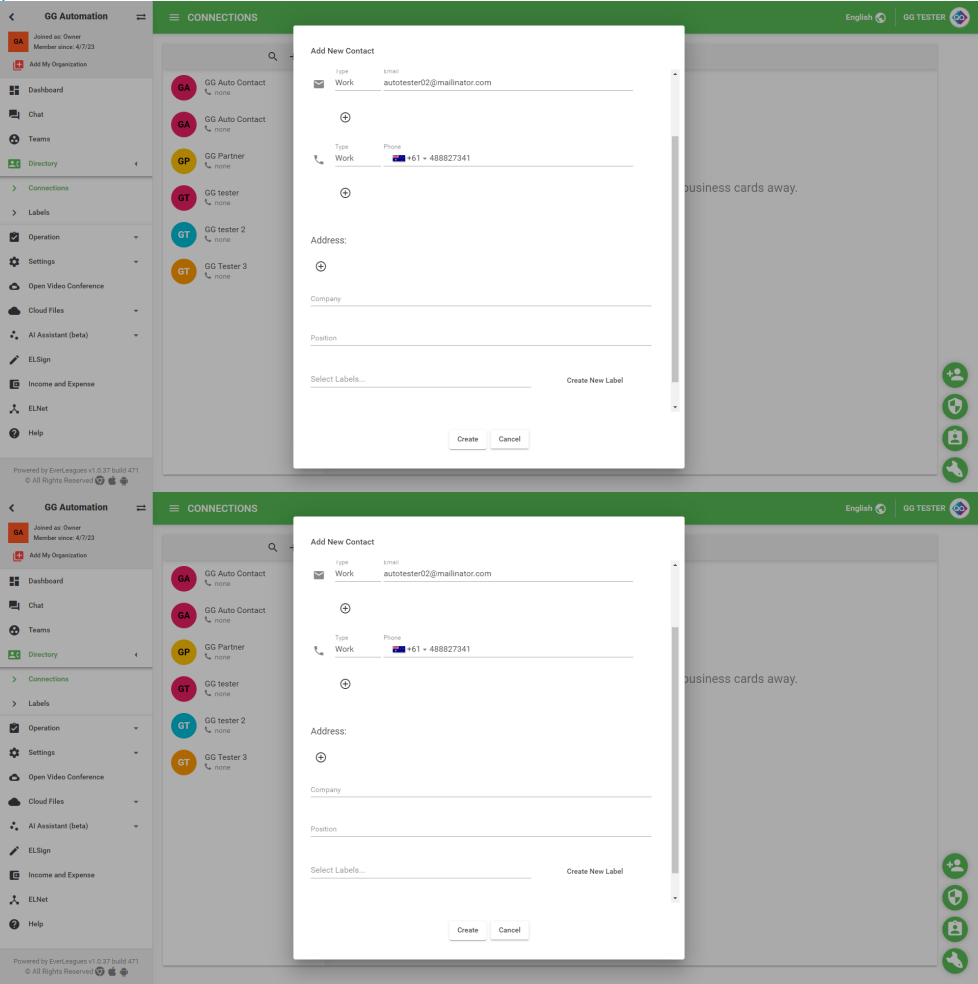 GG Automation
Joined as: Owner
Member since: 4/7/23
GA
Add My Organization
Dashboard
Chat
Teams
Directory
Connections
Labels
Operation
Settings
Open Video Conference
Cloud Files
AI Assistant (beta)
ELSign
Income and Expense
ELNet
Help
Powered by EverLeagues v1.0.37 build 471
© All Rights Reserved
CONNECTIONS
English
GG TESTER
GA
GG Auto Contact
none
GA
GG Auto Contact
none
GP
GG Partner
none
GT
GG tester
none
GT
GG tester 2
none
GT
GG Tester 3
none
business cards away.
Add New Contact
Type
Email
Work
autotester02@mailinator.com
Type
Phone
Work
+61
488827341
Address:
Company
Position
Select Labels...
Create New Label
Create
Cancel
GG Automation
Joined as: Owner
Member since: 4/7/23
GA
Add My Organization
Dashboard
Chat
Teams
Directory
Connections
Labels
Operation
Settings
Open Video Conference
Cloud Files
AI Assistant (beta)
ELSign
Income and Expense
ELNet
Help
Powered by EverLeagues v1.0.37 build 471
© All Rights Reserved
CONNECTIONS
English
GG TESTER
GA
GG Auto Contact
none
GA
GG Auto Contact
none
GP
GG Partner
none
GT
GG tester
none
GT
GG tester 2
none
GT
GG Tester 3
none
business cards away.
Add New Contact
Type
Email
Work
autotester02@mailinator.com
Type
Phone
Work
+61
488827341
Address:
Company
Position
Select Labels...
Create New Label
Create
Cancel